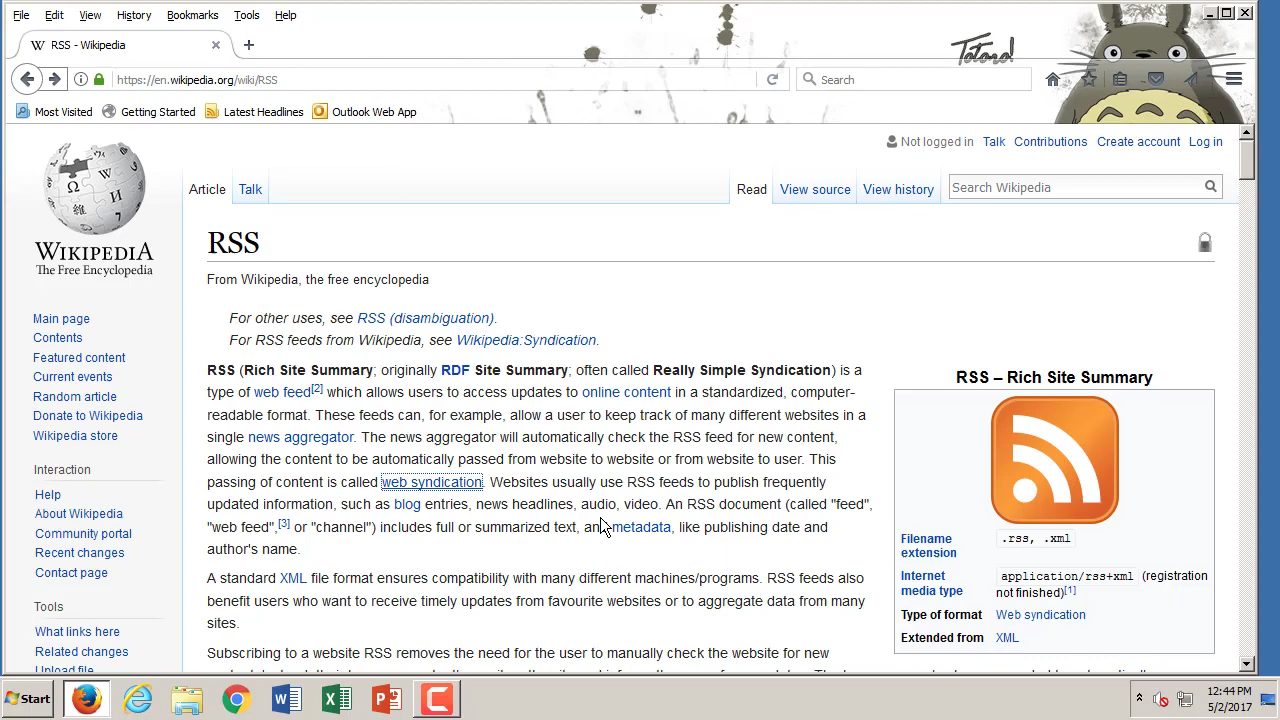 File Edit View History Bookmarks Tools Help
Totoro!
W RSS - Wikipedia
https://en.wikipedia.org/wiki/RSS
Search
Most Visited Getting Started Latest Headlines Outlook Web App
Not logged in Talk Contributions Create account Log in
Article Talk Read View source View history Search Wikipedia
WIKIPEDIA
The Free Encyclopedia
Main page
Contents
Featured content
Current events
Random article
Donate to Wikipedia
Wikipedia store
Interaction
Help
About Wikipedia
Community portal
Recent changes
Contact page
Tools
What links here
Related changes
Upload file
RSS
From Wikipedia, the free encyclopedia
For other uses, see RSS (disambiguation).
For RSS feeds from Wikipedia, see Wikipedia:Syndication.
RSS (Rich Site Summary; originally RDF Site Summary; often called Really Simple Syndication) is a
type of web feed[2] which allows users to access updates to online content in a standardized, computer-
readable format. These feeds can, for example, allow a user to keep track of many different websites in a
single news aggregator. The news aggregator will automatically check the RSS feed for new content,
allowing the content to be automatically passed from website to website or from website to user. This
passing of content is called web syndication. Websites usually use RSS feeds to publish frequently
updated information, such as blog entries, news headlines, audio, video. An RSS document (called "feed",
"web feed",[3] or "channel") includes full or summarized text, and metadata, like publishing date and
author's name.
A standard XML file format ensures compatibility with many different machines/programs. RSS feeds also
benefit users who want to receive timely updates from favourite websites or to aggregate data from many
sites.
Subscribing to a website RSS removes the need for the user to manually check the website for new
RSS – Rich Site Summary
Filename extension .rss, .xml
Internet media type application/rss+xml (registration not finished)[1]
Type of format Web syndication
Extended from XML
Start
12:44 PM
5/2/2017